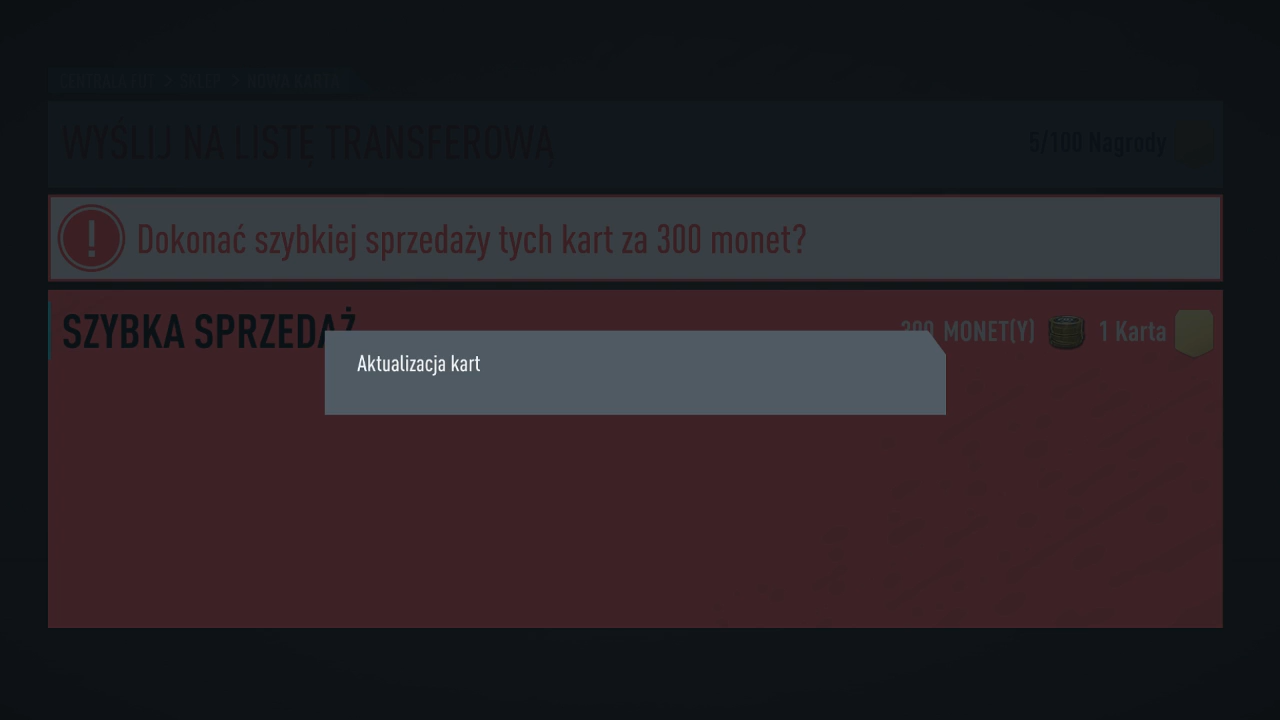 CENTRALA FUT > SKLEP > NOWA KARTA
WYŚLIJ NA LISTĘ TRANSFEROWĄ
5/100 Nagrody
! Dokonać szybkiej sprzedaży tych kart za 300 monet?
SZYBKA SPRZEDAŻ
300 MONET(Y) 1 Karta
Aktualizacja kart